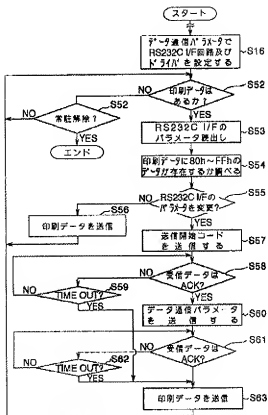 スタート
データ通信パラメータで
RS232C I/F回路及び
ドライバを設定する
S16
S52
印刷データは
あるか?
NO
YES
S52
常駐解除?
NO
YES
エンド
RS232C I/Fの
パラメータ読出し
S53
印刷データに80h～FFhの
データが存在するか調べる
S54
S55
RS232C I/Fの
パラメータを変更?
NO
YES
S56
印刷データを送信
送信開始コード
を送信する
S57
S58
受信データは
ACK?
NO
YES
S59
TIME OUT?
NO
YES
データ通信パラメータ
を送信する
S60
S61
受信データは
ACK?
NO
YES
S62
TIME OUT?
NO
YES
印刷データを送信
S63